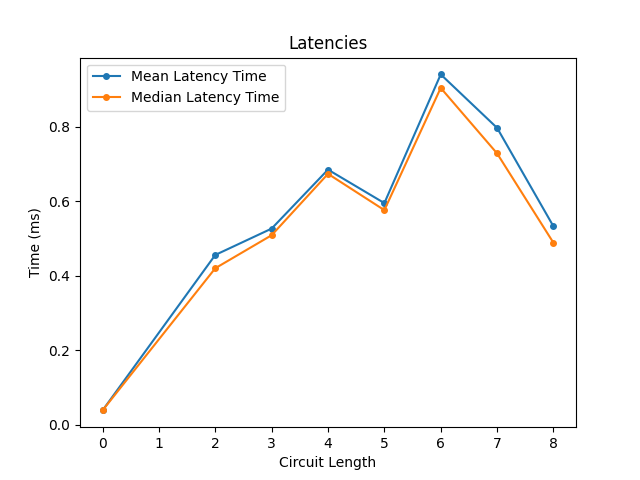 Latencies
Mean Latency Time
Median Latency Time
0.8
0.6
0.4
0.2
0.0
Time (ms)
0 1 2 3 4 5 6 7 8
Circuit Length